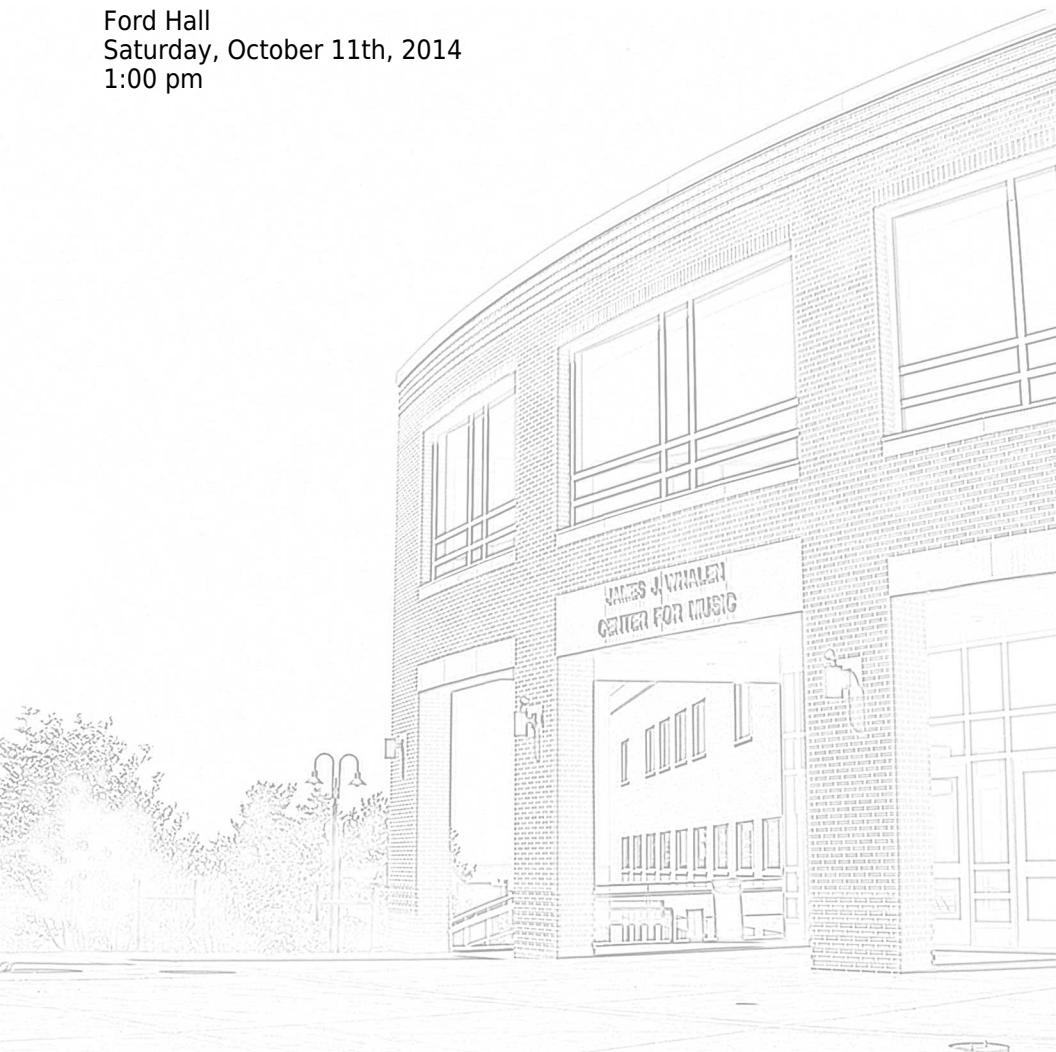 Ford Hall
Saturday, October 11th, 2014
1:00 pm
JAMES J. WHALEN
CENTER FOR MUSIC